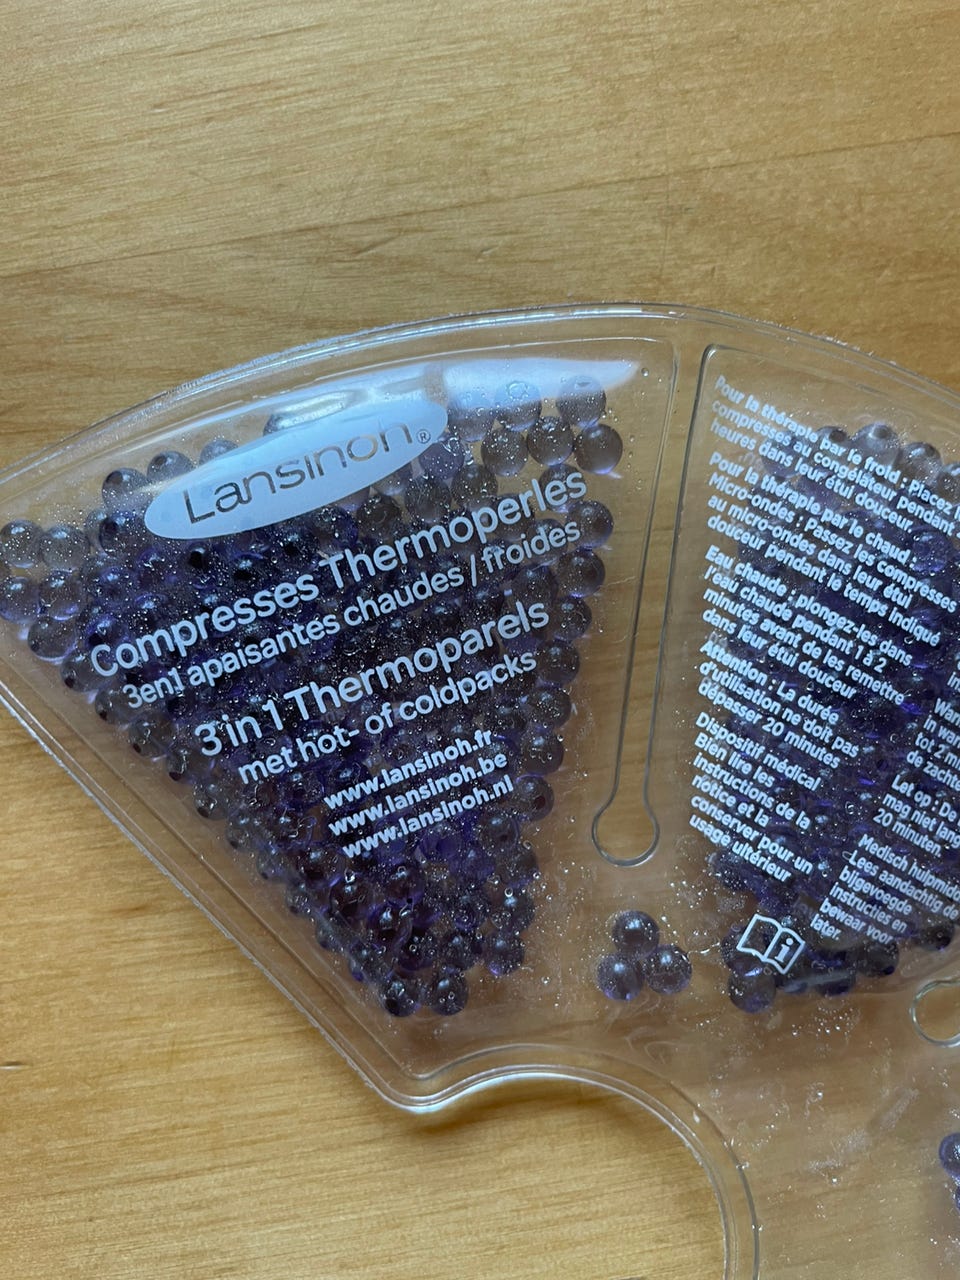 Lansinoh®
Compresses Thermoperles
3en1 apaisantes chaudes / froides
3 in 1 Thermoparels
met hot- of coldpacks
www.lansinoh.fr
www.lansinoh.be
www.lansinoh.nl
Pour la thérapie par le froid : Placez
compresses au congélateur pendant
heures dans leur étui douceur
Pour la thérapie par le chaud
Micro-ondes : Passez les compresses
au micro-ondes dans leur étui
douceur pendant le temps indiqué
Eau chaude : plongez-les dans
l'eau chaude pendant 1 à 2
minutes avant de les remettre
dans leur étui douceur
Attention : La durée
d'utilisation ne doit pas
dépasser 20 minutes
Dispositif médical
Bien lire les
instructions de la
notice et la
conserver pour un
usage ultérieur
in wa
tot 2 m
de zach
Let op : De
mag niet lan
20 minuten
Medisch hulpmid
Lees aandachtig de
bijgevoegde
instructies en
bewaar voor
later